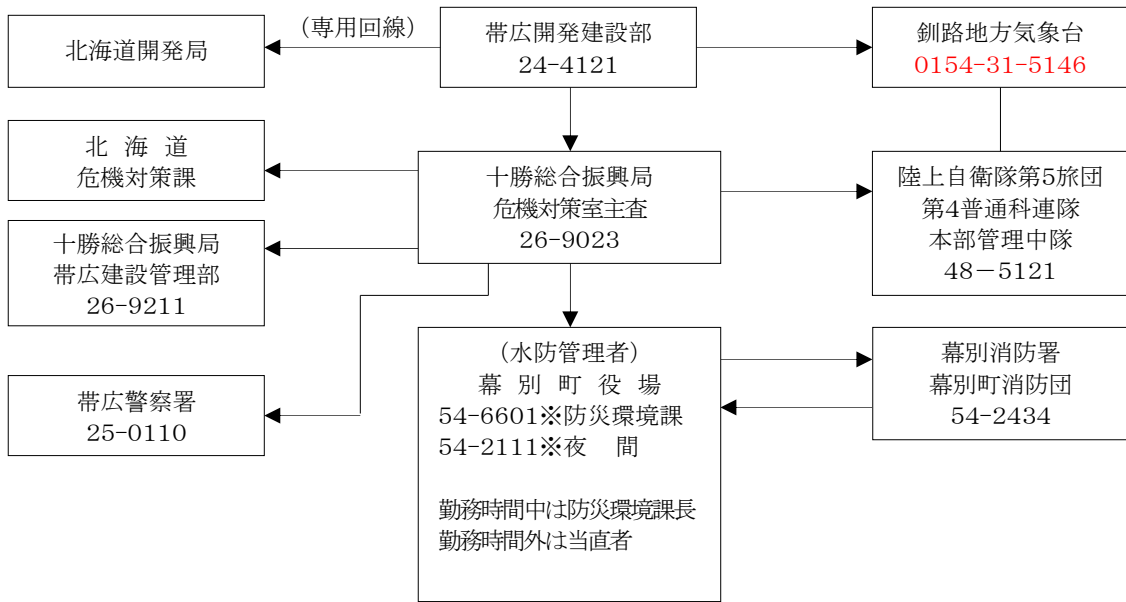 北海道開発局
(専用回線)
帯広開発建設部
24-4121
釧路地方気象台
0154-31-5146
北 海 道
危機対策課
十勝総合振興局
危機対策室主査
26-9023
陸上自衛隊第5旅団
第4普通科連隊
本部管理中隊
48－5121
十勝総合振興局
帯広建設管理部
26-9211
帯広警察署
25-0110
(水防管理者)
幕 別 町 役 場
54-6601※防災環境課
54-2111※夜　間
勤務時間中は防災環境課長
勤務時間外は当直者
幕別消防署
幕別町消防団
54-2434